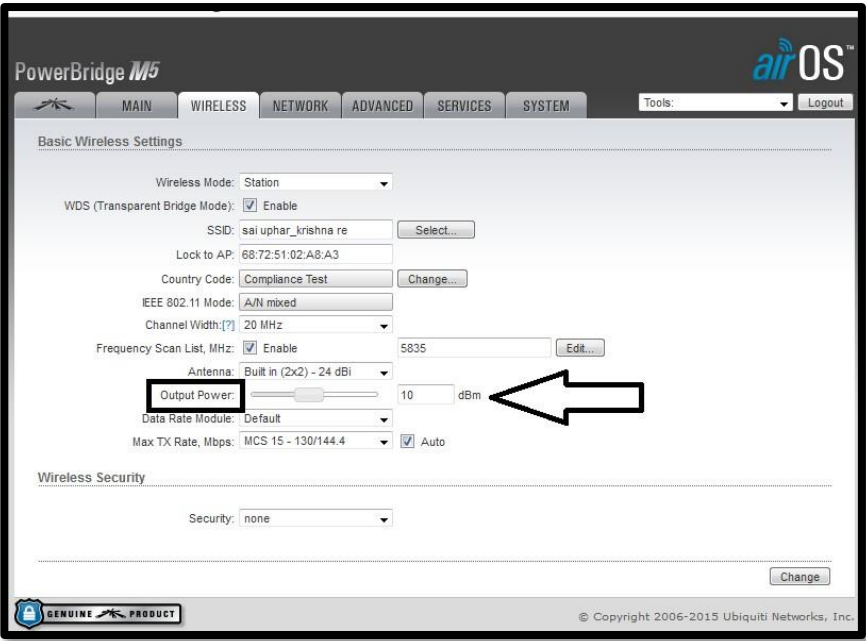 PowerBridge M5
airOS™
MAIN WIRELESS NETWORK ADVANCED SERVICES SYSTEM Tools: Logout
Basic Wireless Settings
Wireless Mode: Station
WDS (Transparent Bridge Mode): Enable
SSID: sai uphar_krishna re Select...
Lock to AP: 68:72:51:02:A8:A3
Country Code: Compliance Test Change...
IEEE 802.11 Mode: A/N mixed
Channel Width:[?] 20 MHz
Frequency Scan List, MHz: Enable 5835 Edit...
Antenna: Built in (2x2) - 24 dBi
Output Power: 10 dBm
Data Rate Module: Default
Max TX Rate, Mbps: MCS 15 - 130/144.4 Auto
Wireless Security
Security: none
Change
GENUINE PRODUCT
© Copyright 2006-2015 Ubiquiti Networks, Inc.